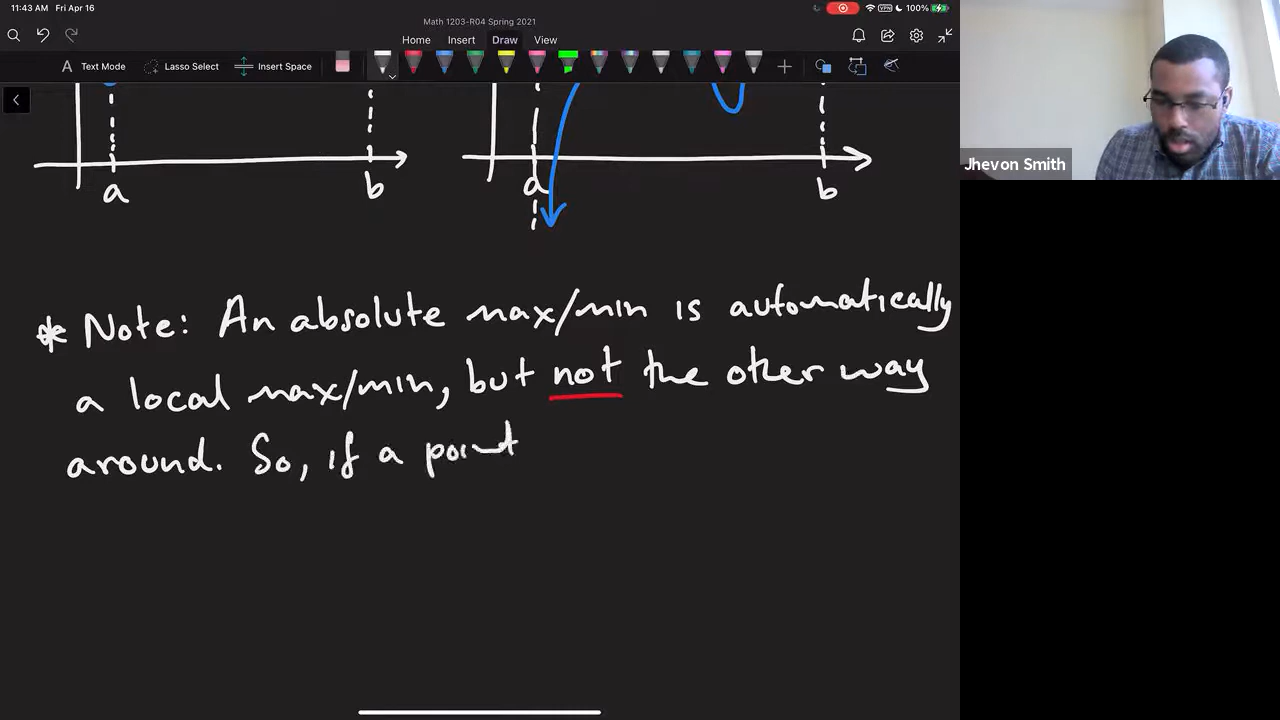 11:43 AM Fri Apr 16
VPN 100%
Math 1203-R04 Spring 2021
Home Insert Draw View
A Text Mode Lasso Select Insert Space
a b a b
* Note: An absolute max/min is automatically
a local max/min, but not the other way
around. So, if a point
Jhevon Smith